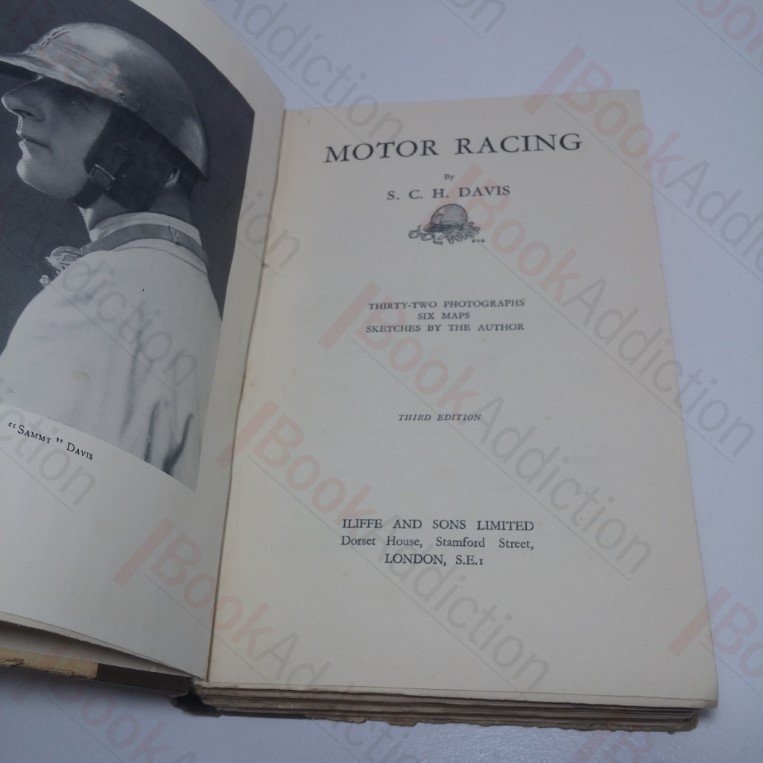 "SAMMY" DAVIS
MOTOR RACING
By
S. C. H. DAVIS
THIRTY-TWO PHOTOGRAPHS
SIX MAPS
SKETCHES BY THE AUTHOR
THIRD EDITION
ILIFFE AND SONS LIMITED
Dorset House, Stamford Street,
LONDON, S.E.1
BookAddiction